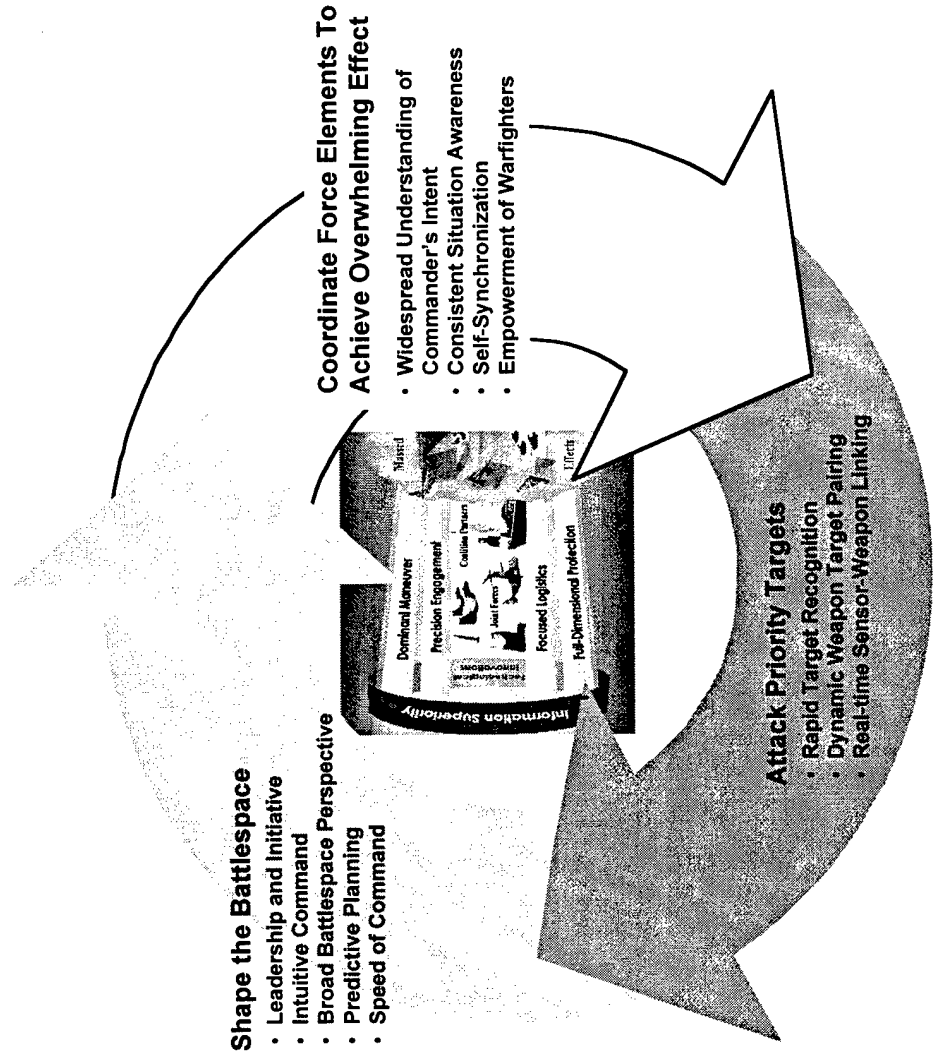 Shape the Battlespace
• Leadership and Initiative
• Intuitive Command
• Broad Battlespace Perspective
• Predictive Planning
• Speed of Command
Coordinate Force Elements To
Achieve Overwhelming Effect
• Widespread Understanding of
Commander's Intent
• Consistent Situation Awareness
• Self-Synchronization
• Empowerment of Warfighters
Information Superiority
Technological
Innovations
Dominant Maneuver
Precision Engagement
Joint Force
Coalition Partners
Focused Logistics
Full-Dimensional Protection
Massed
Effects
Attack Priority Targets
• Rapid Target Recognition
• Dynamic Weapon Target Pairing
• Real-time Sensor-Weapon Linking